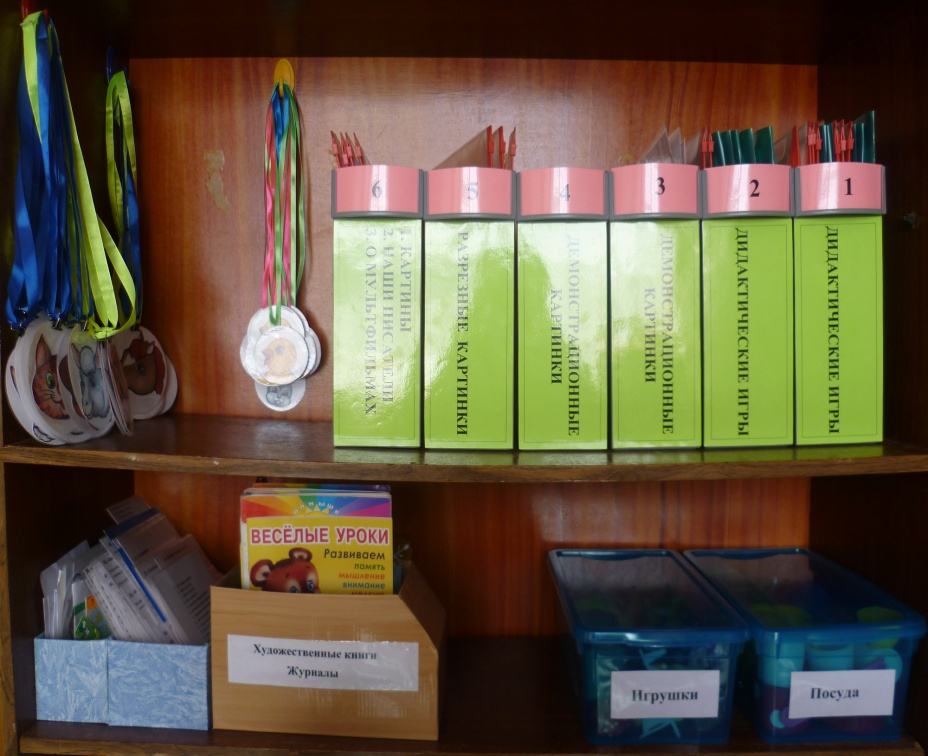 6
5
4
3
2
1
1. КАРТИНЫ
2. НАШИ ПИСАТЕЛИ
3. О МУЛЬТФИЛЬМАХ
РАЗРЕЗНЫЕ КАРТИНКИ
ДЕМОНСТРАЦИОННЫЕ
КАРТИНКИ
ДЕМОНСТРАЦИОННЫЕ
КАРТИНКИ
ДИДАКТИЧЕСКИЕ ИГРЫ
ДИДАКТИЧЕСКИЕ ИГРЫ
ВЕСЁЛЫЕ УРОКИ
Развиваем
память
мышление
внимание
Художественные книги
Журналы
Игрушки
Посуда